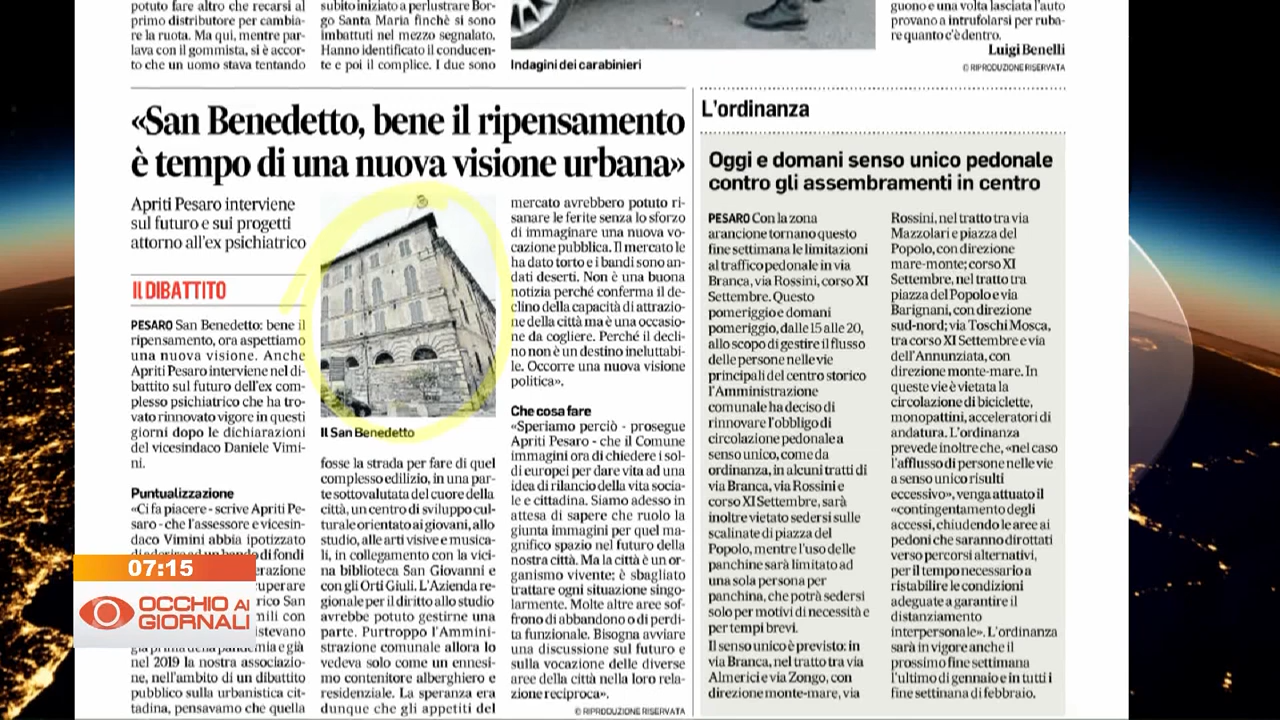 potuto fare altro che recarsi al
primo distributore per cambia-
re la ruota. Ma qui, mentre par-
lava con il gommista, si è accor-
to che un uomo stava tentando
subito iniziato a perlustrare Bor-
go Santa Maria finchè si sono
imbattuti nel mezzo segnalato.
Hanno identificato il conducen-
te e poi il complice. I due sono
Indagini dei carabinieri
guono e una volta lasciata l'auto
provano a intrufolarsi per ruba-
re quanto c'è dentro.
Luigi Benelli
© RIPRODUZIONE RISERVATA
«San Benedetto, bene il ripensamento
è tempo di una nuova visione urbana»
Apriti Pesaro interviene
sul futuro e sui progetti
attorno all'ex psichiatrico
IL DIBATTITO
PESARO San Benedetto: bene il
ripensamento, ora aspettiamo
una nuova visione. Anche
Apriti Pesaro interviene nel di-
battito sul futuro dell'ex com-
plesso psichiatrico che ha tro-
vato rinnovato vigore in questi
giorni dopo le dichiarazioni
del vicesindaco Daniele Vimi-
ni.
Puntualizzazione
«Ci fa piacere - scrive Apriti Pe-
saro - che l'assessore e vicesin-
daco Vimini abbia ipotizzato
di fondi
erazione
uperare
rico San
mili con
istevano
già prima della pandemia e già
nel 2019 la nostra associazio-
ne, nell'ambito di un dibattito
pubblico sulla urbanistica cit-
tadina, pensavamo che quella
Il San Benedetto
fosse la strada per fare di quel
complesso edilizio, in una par-
te sottovalutata del cuore della
città, un centro di sviluppo cul-
turale orientato ai giovani, allo
studio, alle arti visive e musica-
li, in collegamento con la vici-
na biblioteca San Giovanni e
con gli Orti Giuli. L'Azienda re-
gionale per il diritto allo studio
avrebbe potuto gestirne una
parte. Purtroppo l'Ammini-
strazione comunale allora lo
vedeva solo come un ennesi-
mo contenitore alberghiero e
residenziale. La speranza era
dunque che gli appetiti del
mercato avrebbero potuto ri-
sanare le ferite senza lo sforzo
di immaginare una nuova vo-
cazione pubblica. Il mercato le
ha dato torto e i bandi sono an-
dati deserti. Non è una buona
notizia perché conferma il de-
clino della capacità di attrazio-
ne della città ma è una occasio-
ne da cogliere. Perché il decli-
no non è un destino ineluttabi-
le. Occorre una nuova visione
politica».
Che cosa fare
«Speriamo perciò - prosegue
Apriti Pesaro - che il Comune
immagini ora di chiedere i sol-
di europei per dare vita ad una
idea di rilancio della vita socia-
le e cittadina. Siamo adesso in
attesa di sapere che ruolo la
giunta immagini per quel ma-
gnifico spazio nel futuro della
nostra città. Ma la città è un or-
ganismo vivente: è sbagliato
trattare ogni situazione singo-
larmente. Molte altre aree sof-
frono di abbandono o di perdi-
ta funzionale. Bisogna avviare
una discussione sul futuro e
sulla vocazione delle diverse
aree della città nella loro rela-
zione reciproca».
© RIPRODUZIONE RISERVATA
L'ordinanza
Oggi e domani senso unico pedonale
contro gli assembramenti in centro
PESARO Con la zona
arancione tornano questo
fine settimana le limitazioni
al traffico pedonale in via
Branca, via Rossini, corso XI
Settembre. Questo
pomeriggio e domani
pomeriggio, dalle 15 alle 20,
allo scopo di gestire il flusso
delle persone nelle vie
principali del centro storico
l'Amministrazione
comunale ha deciso di
rinnovare l'obbligo di
circolazione pedonale a
senso unico, come da
ordinanza, in alcuni tratti di
via Branca, via Rossini e
corso XI Settembre, sarà
inoltre vietato sedersi sulle
scalinate di piazza del
Popolo, mentre l'uso delle
panchine sarà limitato ad
una sola persona per
panchina, che potrà sedersi
solo per motivi di necessità e
per tempi brevi.
Il senso unico è previsto: in
via Branca, nel tratto tra via
Almerici e via Zongo, con
direzione monte-mare, via
Rossini, nel tratto tra via
Mazzolari e piazza del
Popolo, con direzione
mare-monte; corso XI
Settembre, nel tratto tra
piazza del Popolo e via
Barignani, con direzione
sud-nord; via Toschi Mosca,
tra corso XI Settembre e via
dell'Annunziata, con
direzione monte-mare. In
queste vie è vietata la
circolazione di biciclette,
monopattini, acceleratori di
andatura. L'ordinanza
prevede inoltre che, «nel caso
l'afflusso di persone nelle vie
a senso unico risulti
eccessivo», venga attuato il
«contingentamento degli
accessi, chiudendo le aree ai
pedoni che saranno dirottati
verso percorsi alternativi,
per il tempo necessario a
ristabilire le condizioni
adeguate a garantire il
distanziamento
interpersonale». L'ordinanza
sarà in vigore anche il
prossimo fine settimana
l'ultimo di gennaio e in tutti i
fine settimana di febbraio.
07:15
OCCHIO AI
GIORNALI